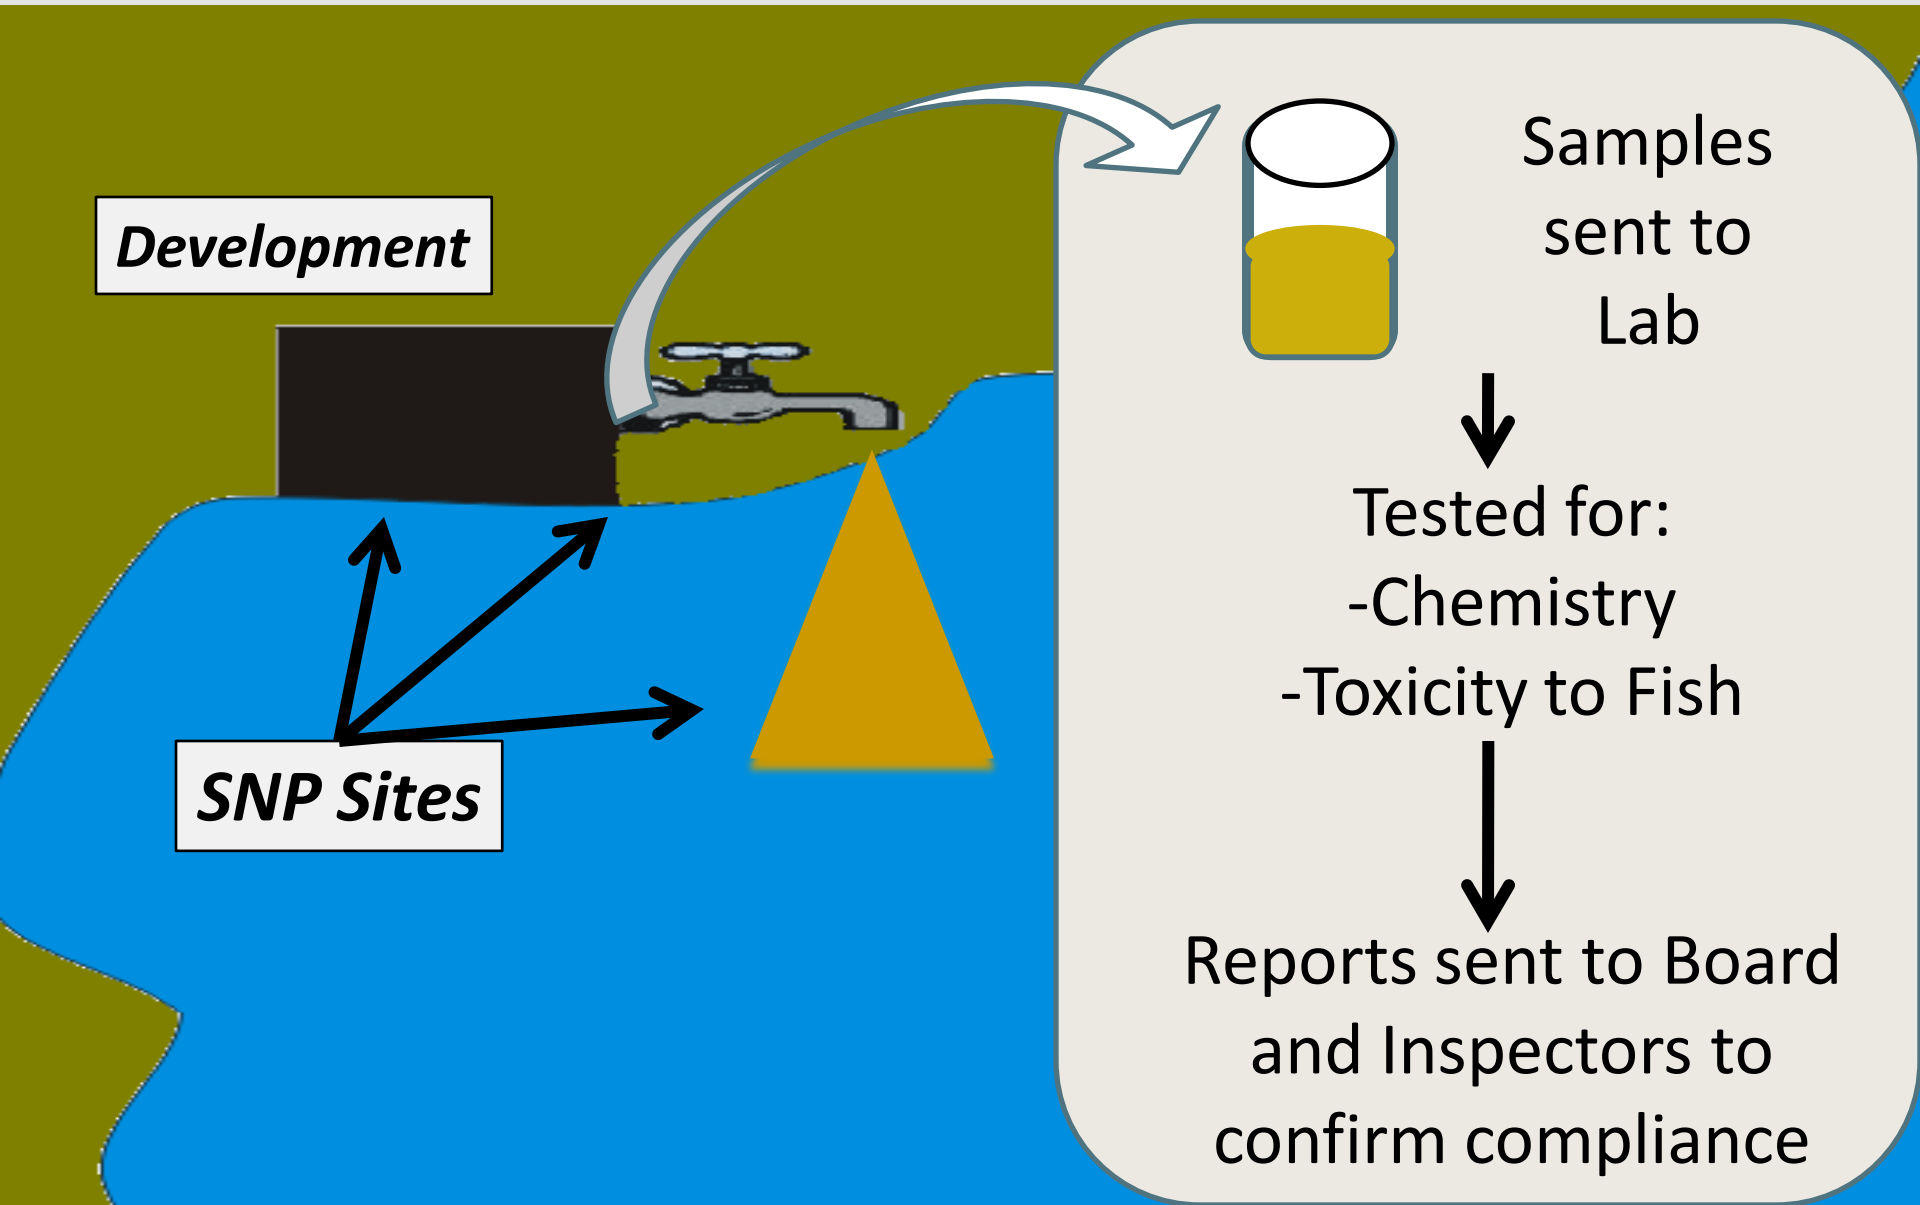 Development
SNP Sites
Samples
sent to
Lab
Tested for:
-Chemistry
-Toxicity to Fish
Reports sent to Board
and Inspectors to
confirm compliance